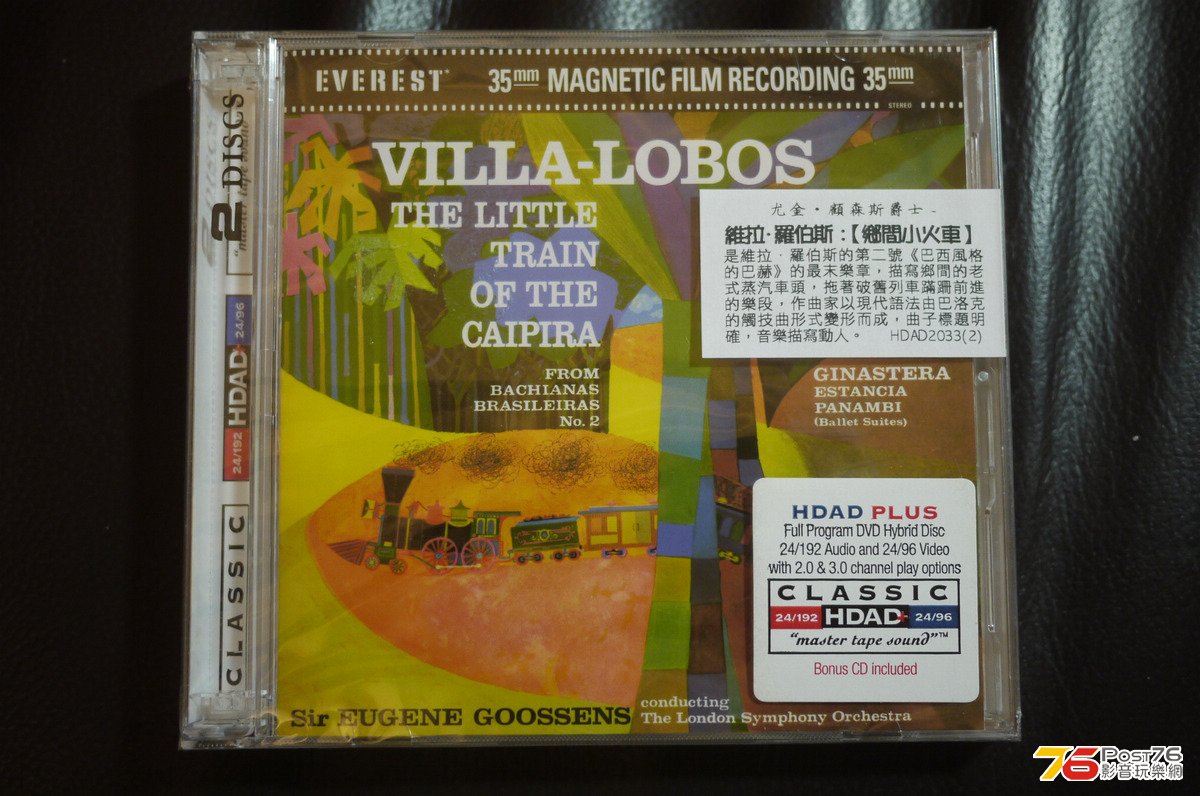 EVEREST 35mm MAGNETIC FILM RECORDING 35mm
STEREO
VILLA-LOBOS
THE LITTLE
TRAIN
OF THE
CAIPIRA
FROM
BACHIANAS
BRASILEIRAS
No. 2
尤金·顧森斯爵士
維拉·羅伯斯：【鄉間小火車】
是維拉·羅伯斯的第二號《巴西風格
的巴赫》的最末樂章，描寫鄉間的老
式蒸汽車頭，拖著破舊列車蹣跚前進
的樂段，作曲家以現代語法由巴洛克
的觸技曲形式變形而成，曲子標題明
確，音樂描寫動人。 HDAD2033(2)
GINASTERA
ESTANCIA
PANAMBI
(Ballet Suites)
HDAD PLUS
Full Program DVD Hybrid Disc
24/192 Audio and 24/96 Video
with 2.0 & 3.0 channel play options
CLASSIC
24/192 HDAD+ 24/96
"master tape sound"™
Bonus CD included
Sir EUGENE GOOSSENS
conducting
The London Symphony Orchestra
2 DISCS
CLASSIC
24/192 HDAD+ 24/96
"master tape sound"
76 POST76
影音玩樂網